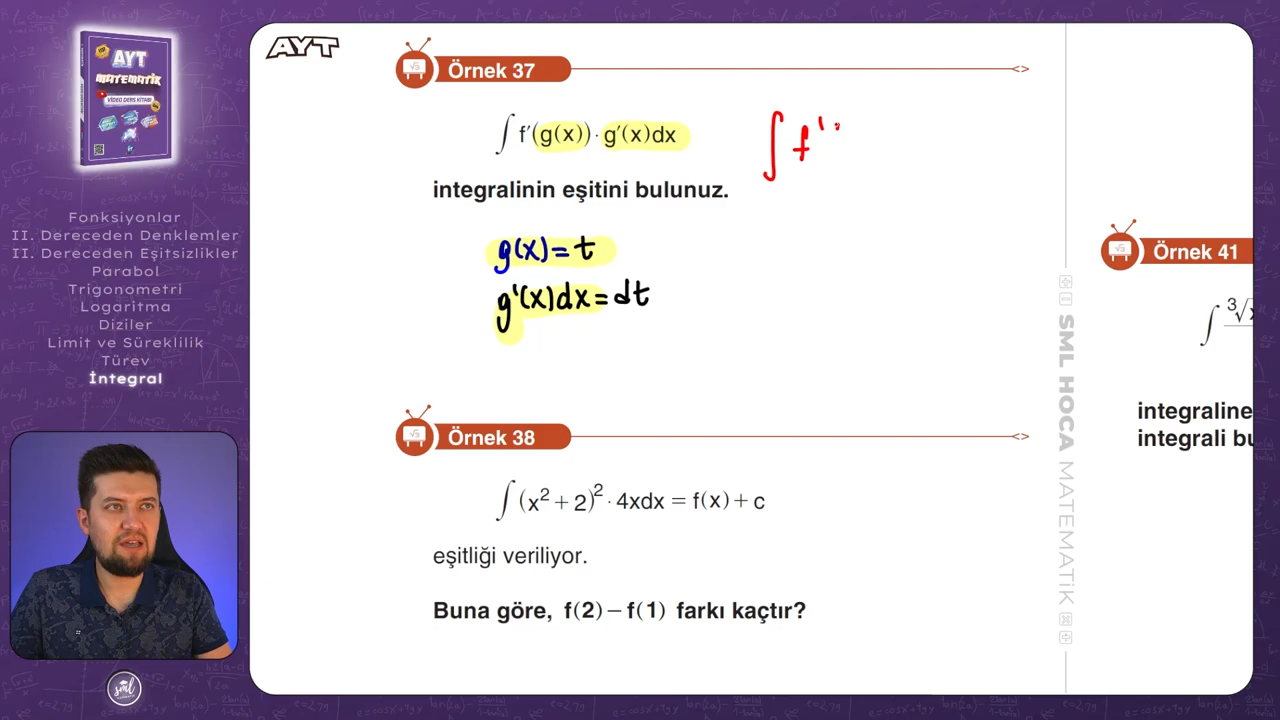 AYT
MATEMATİK
VİDEO DERS KİTABI
Fonksiyonlar
II. Dereceden Denklemler
II. Dereceden Eşitsizlikler
Parabol
Trigonometri
Logaritma
Diziler
Limit ve Süreklilik
Türev
İntegral
sml
AYT
Örnek 37
∫ f′(g(x)) · g′(x)dx
∫ f'
integralinin eşitini bulunuz.
g(x) = t
g'(x)dx = dt
Örnek 38
∫ (x² + 2)² · 4xdx = f(x) + c
eşitliği veriliyor.
Buna göre, f(2) − f(1) farkı kaçtır?
SML HOCA MATEMATİK
Örnek 41
∫ ∛x
integraline
integrali bu